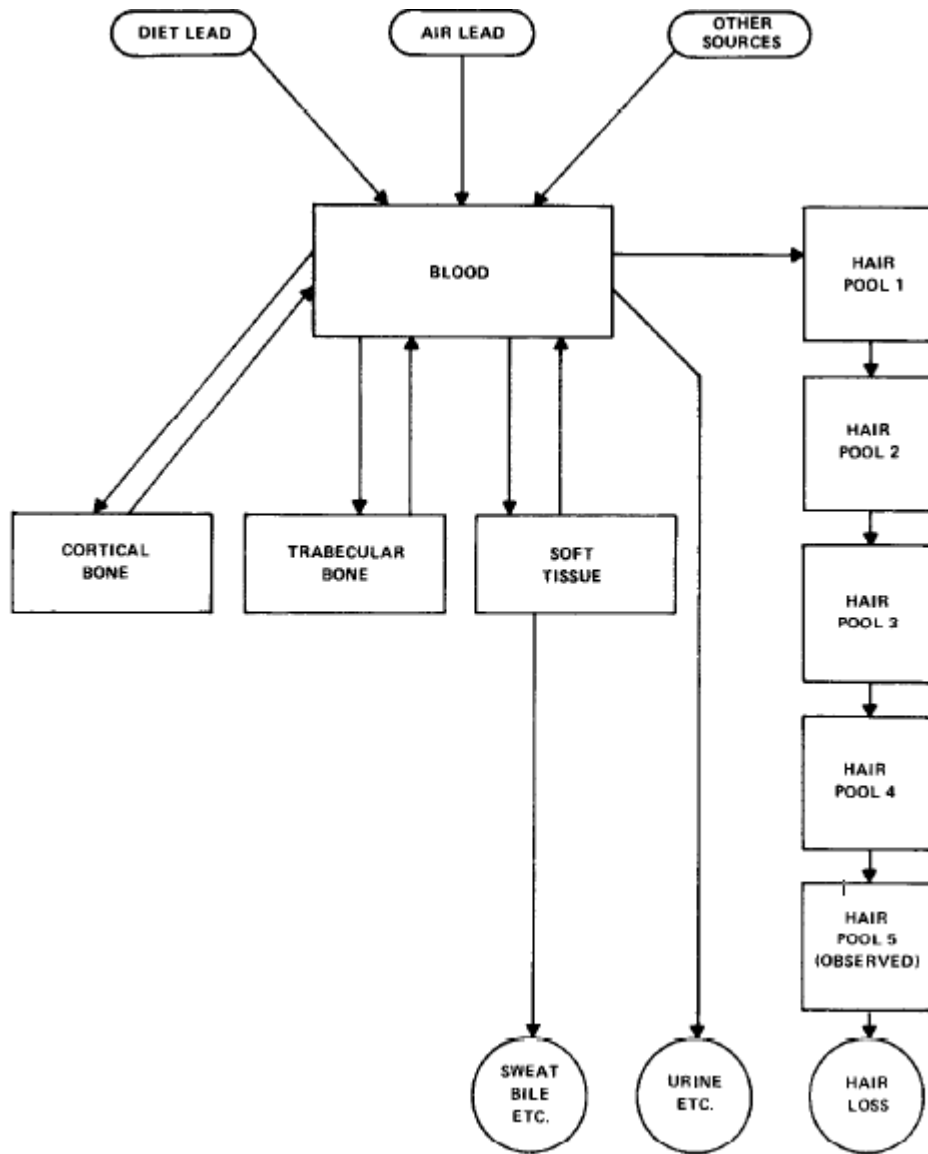 DIET LEAD
AIR LEAD
OTHER
SOURCES
BLOOD
HAIR
POOL 1
HAIR
POOL 2
CORTICAL
BONE
TRABECULAR
BONE
SOFT
TISSUE
HAIR
POOL 3
HAIR
POOL 4
HAIR
POOL 5
(OBSERVED)
SWEAT
BILE
ETC.
URINE
ETC.
HAIR
LOSS